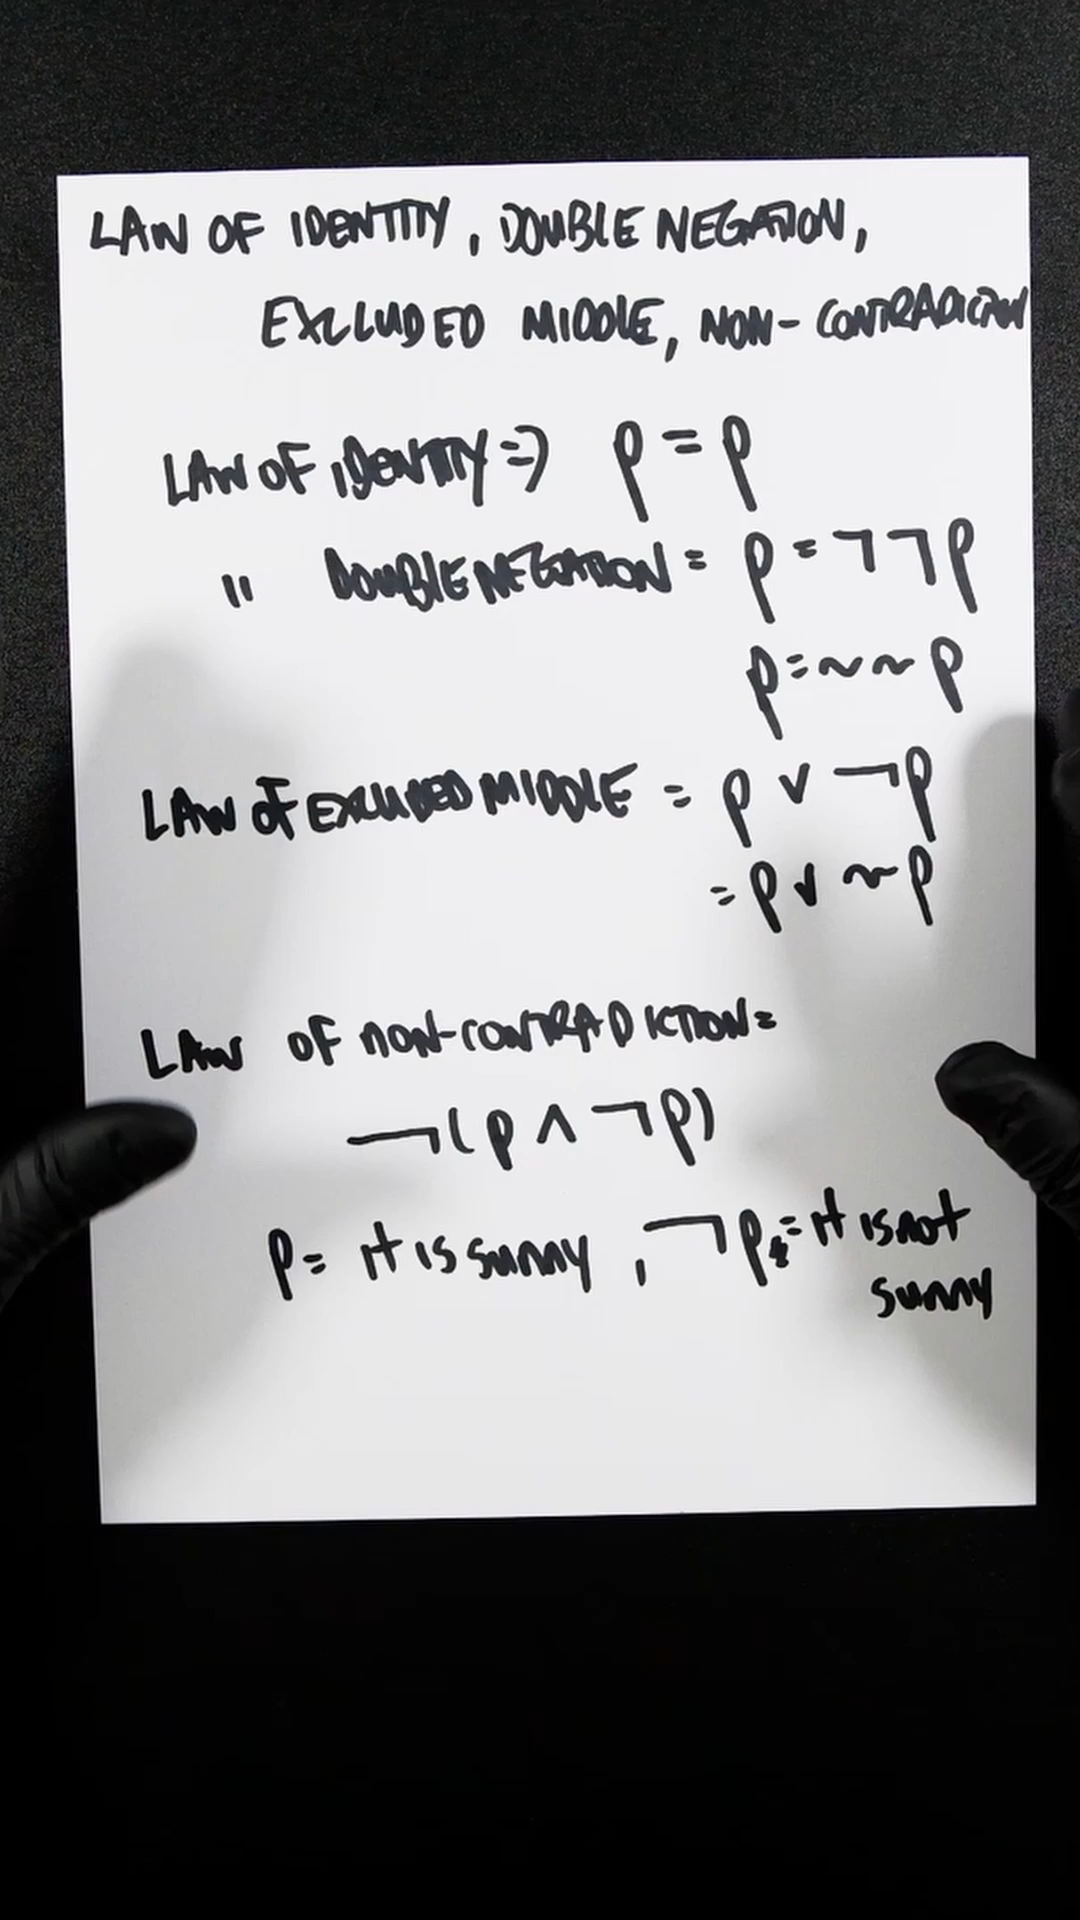 LAW OF IDENTITY, DOUBLE NEGATION,
EXCLUDED MIDDLE, NON-CONTRADICTION
LAW OF IDENTITY => p = p
" DOUBLE NEGATION = p = ¬¬p
p = ~~p
LAW OF EXCLUDED MIDDLE = p ∨ ¬p
= p ∨ ~p
LAW OF NON-CONTRADICTION =
¬(p ∧ ¬p)
p = it is sunny, ¬p = it is not
sunny